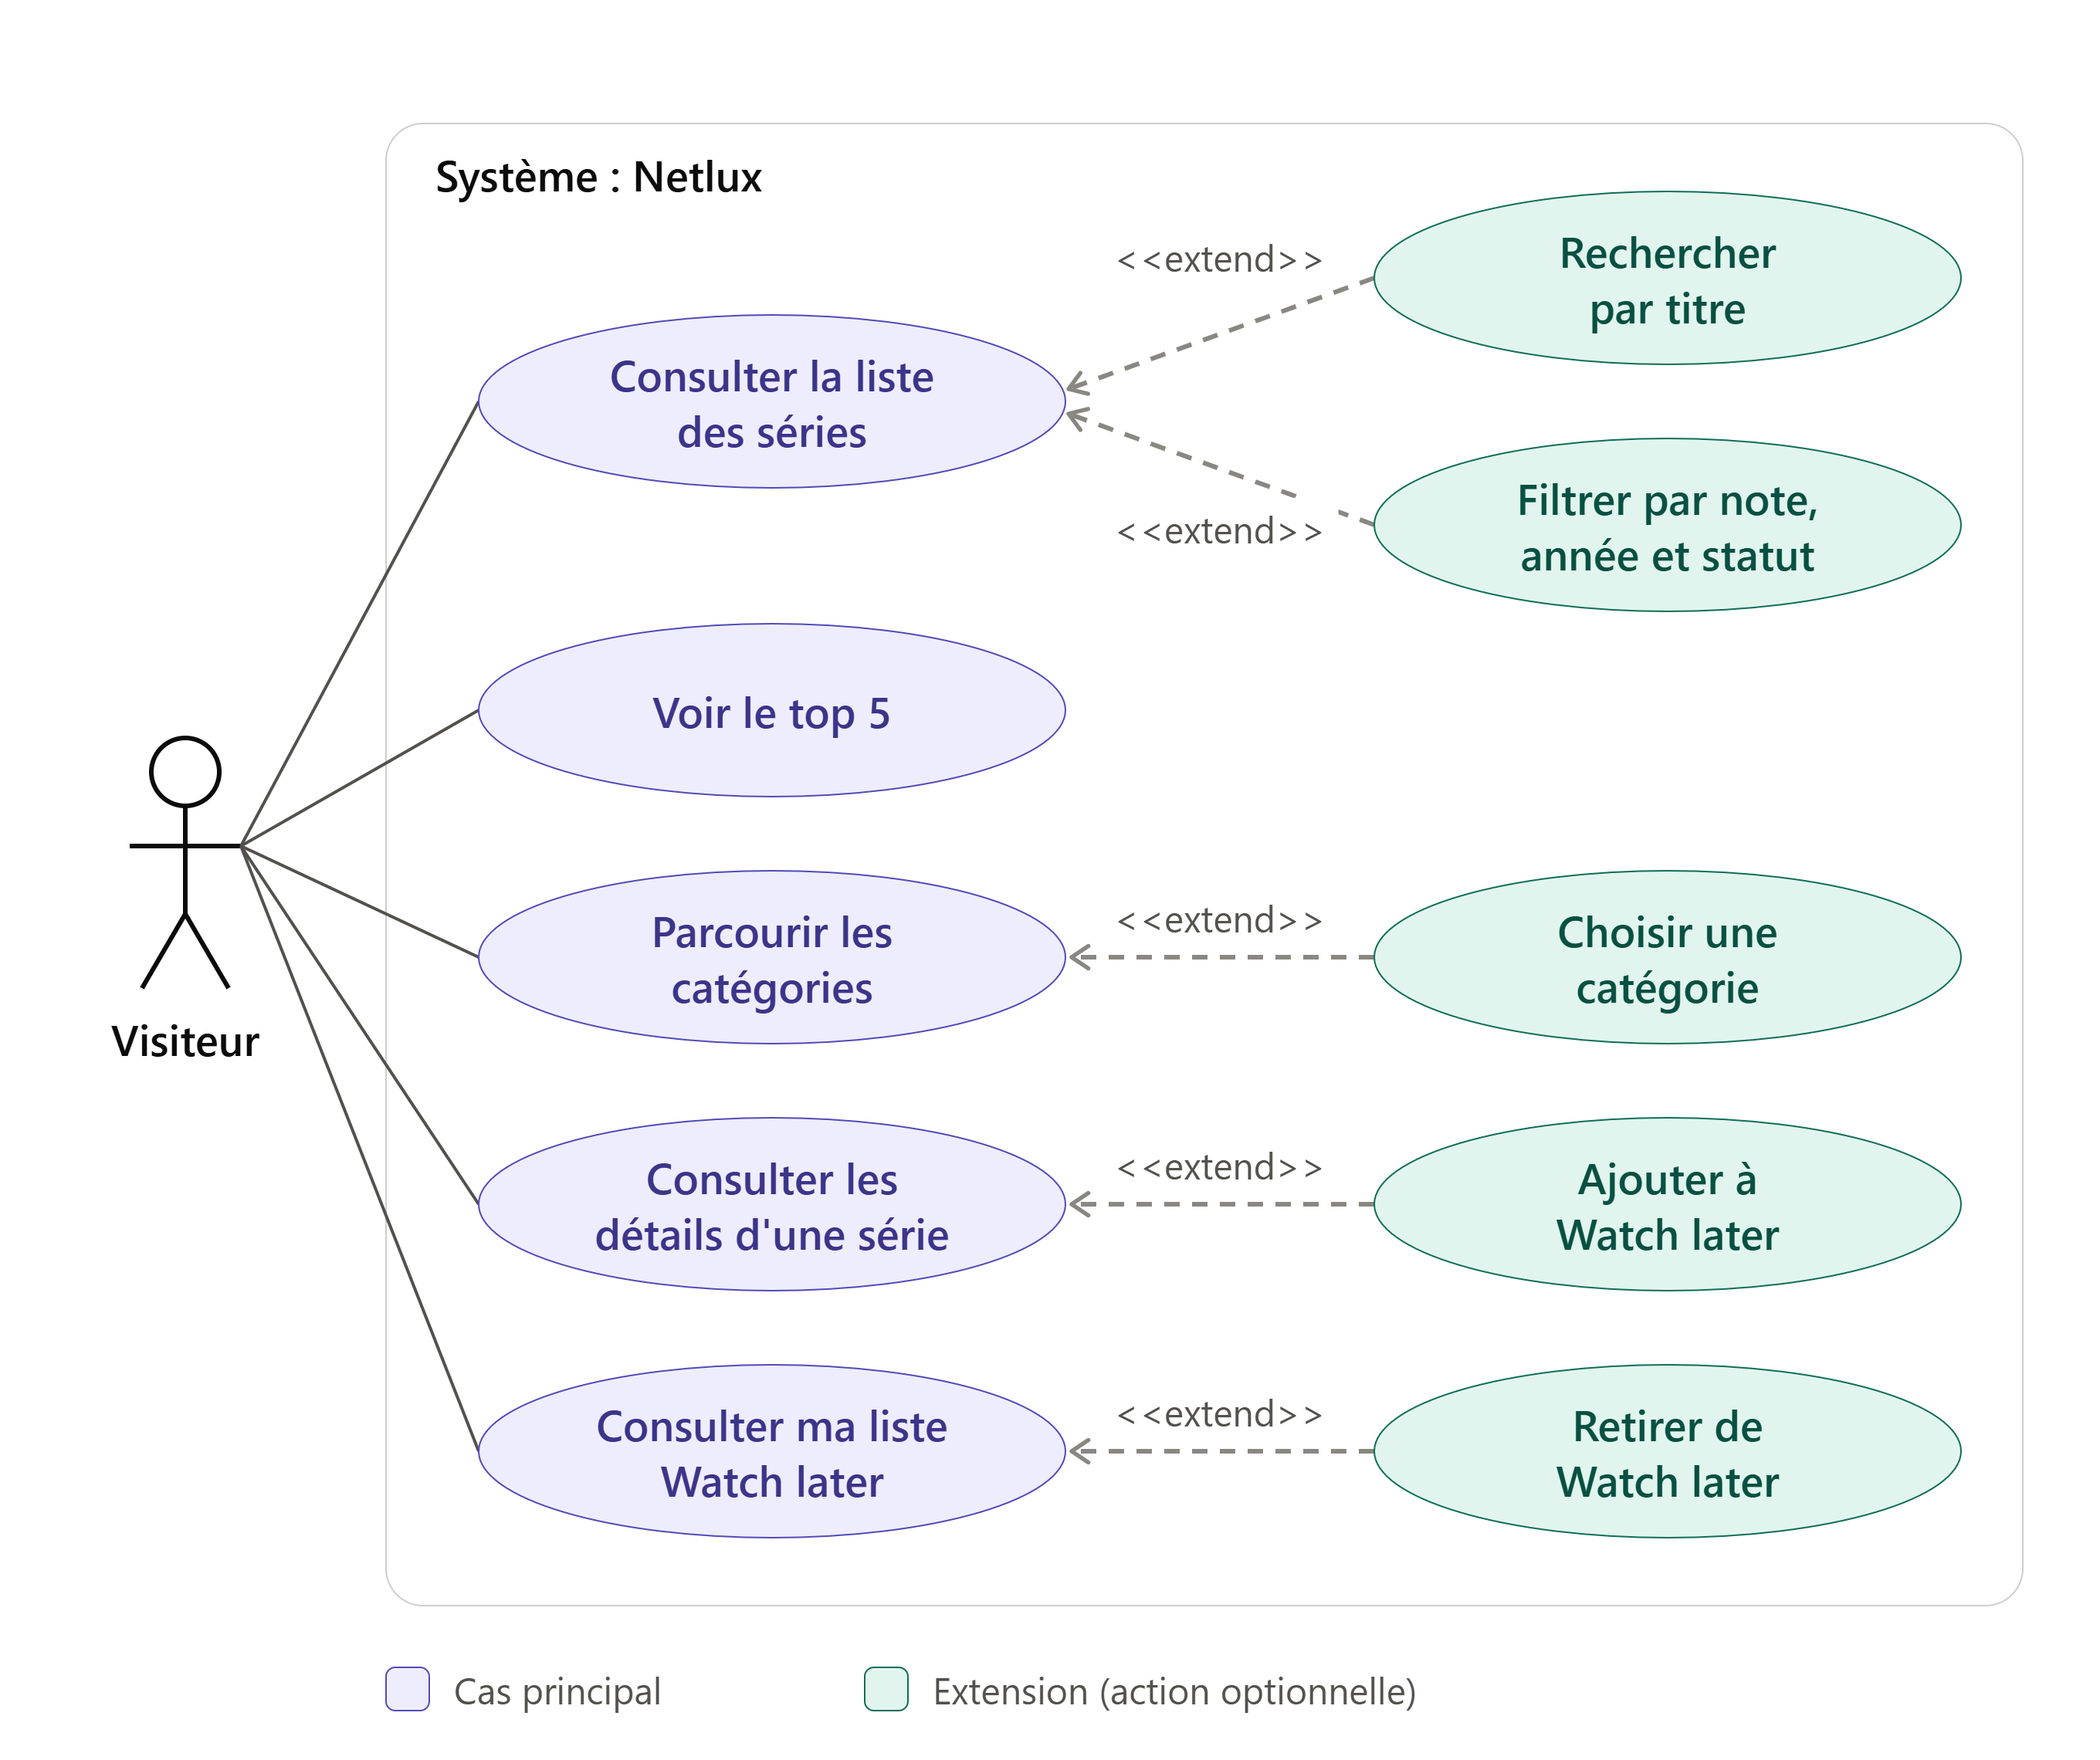 Système : Netlux
<<extend>>
Rechercher
par titre
Consulter la liste
des séries
<<extend>>
Filtrer par note,
année et statut
Voir le top 5
Visiteur
Parcourir les
catégories
<<extend>>
Choisir une
catégorie
Consulter les
détails d'une série
<<extend>>
Ajouter à
Watch later
Consulter ma liste
Watch later
<<extend>>
Retirer de
Watch later
Cas principal
Extension (action optionnelle)